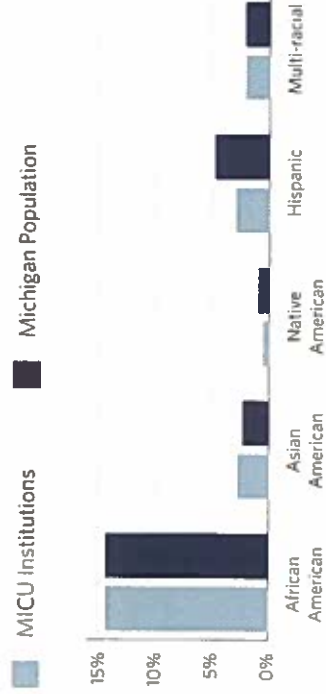 MICU Institutions
Michigan Population
15%
10%
5%
0%
African
American
Asian
American
Native
American
Hispanic
Multi-racial